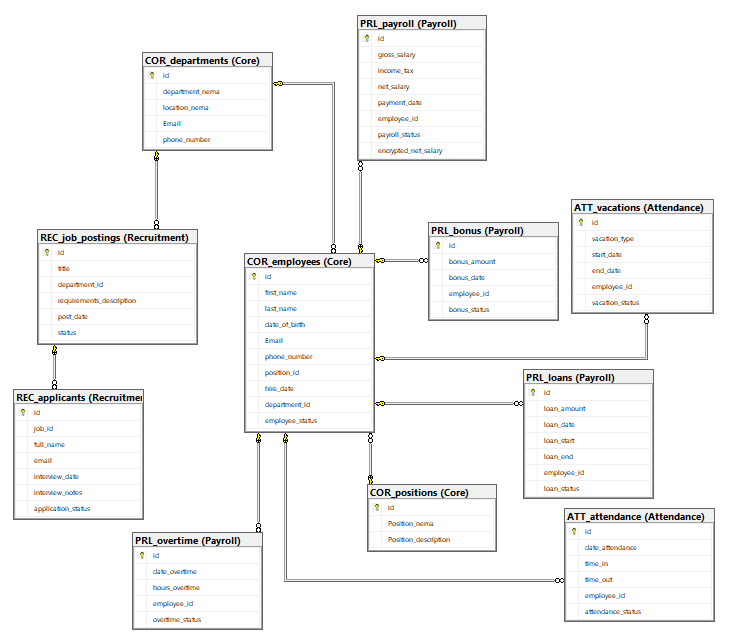 PRL_payroll (Payroll)
id
gross_salary
income_tax
net_salary
payment_date
employee_id
payroll_status
encrypted_net_salary
COR_departments (Core)
id
department_nema
location_nema
Email
phone_number
ATT_vacations (Attendance)
id
vacation_type
start_date
end_date
employee_id
vacation_status
PRL_bonus (Payroll)
id
bonus_amount
bonus_date
employee_id
bonus_status
REC_job_postings (Recruitment)
id
title
department_id
requirements_description
post_date
status
COR_employees (Core)
id
first_name
last_name
date_of_birth
Email
phone_number
position_id
hire_date
department_id
employee_status
PRL_loans (Payroll)
id
loan_amount
loan_date
loan_start
loan_end
employee_id
loan_status
REC_applicants (Recruitmen
id
job_id
full_name
email
interview_date
interview_notes
application_status
COR_positions (Core)
id
Position_nema
Position_description
ATT_attendance (Attendance)
id
date_attendance
time_in
time_out
employee_id
attendance_status
PRL_overtime (Payroll)
id
date_overtime
hours_overtime
employee_id
overtime_status